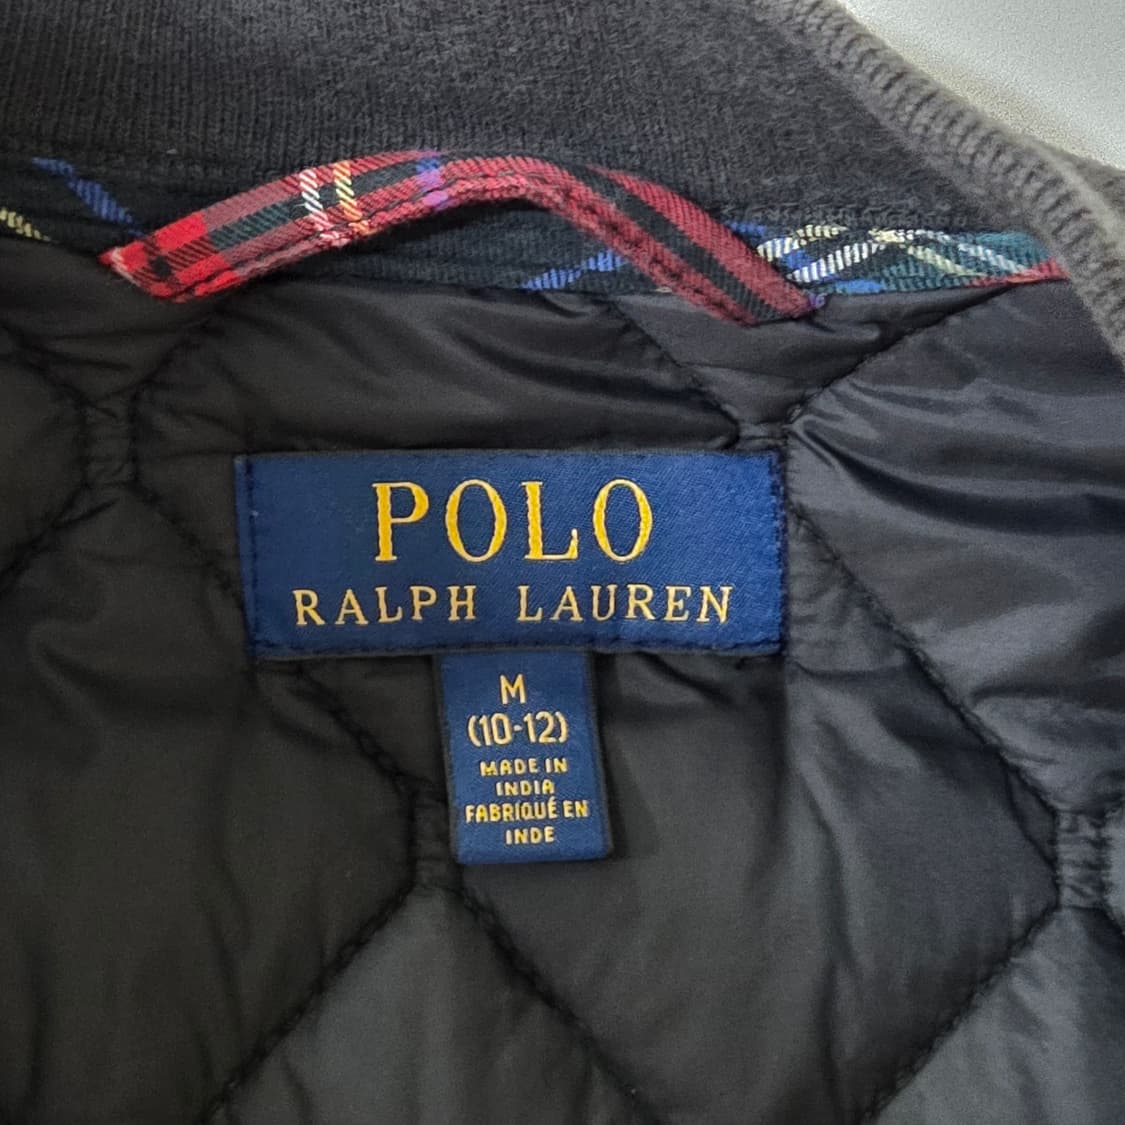 POLO
RALPH LAUREN
M
(10-12)
MADE IN
INDIA
FABRIQUÉ EN
INDE